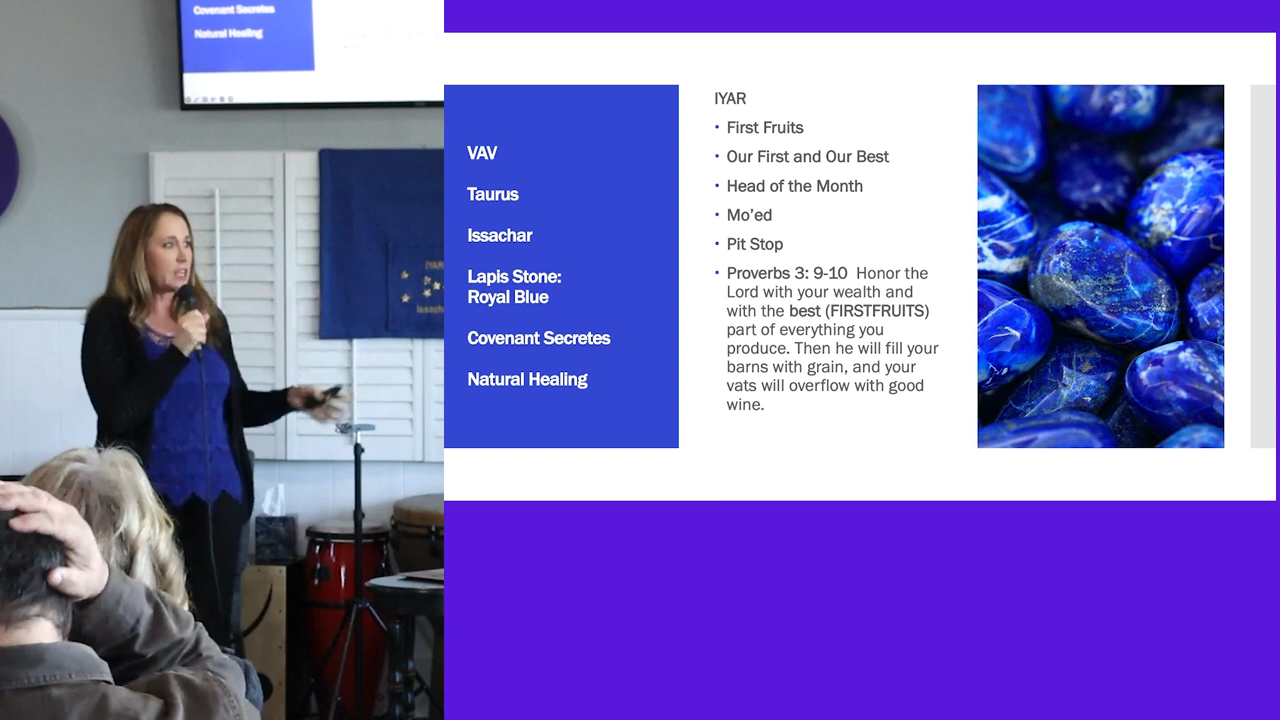 Covenant Secretes
Natural Healing
IYAR
Issachar
VAV
Taurus
Issachar
Lapis Stone:
Royal Blue
Covenant Secretes
Natural Healing
IYAR
• First Fruits
• Our First and Our Best
• Head of the Month
• Mo’ed
• Pit Stop
• Proverbs 3: 9-10 Honor the
Lord with your wealth and
with the best (FIRSTFRUITS)
part of everything you
produce. Then he will fill your
barns with grain, and your
vats will overflow with good
wine.